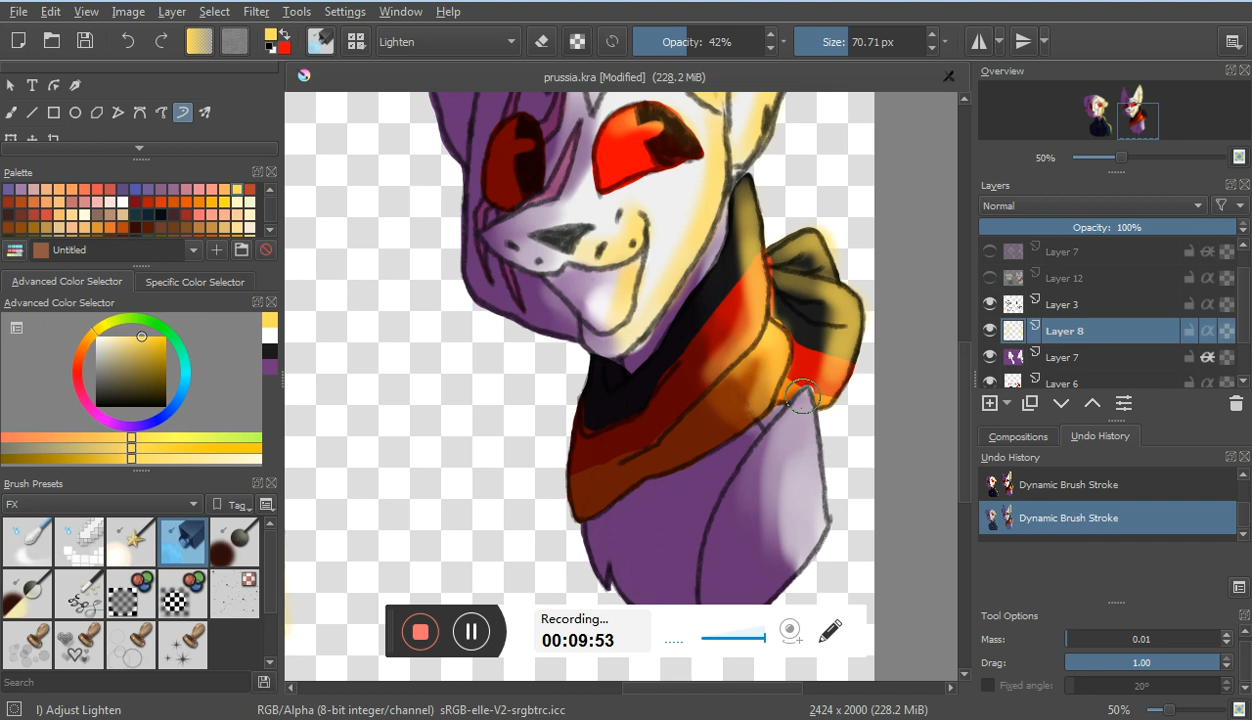 File Edit View Image Layer Select Filter Tools Settings Window Help
Lighten Opacity: 42% Size: 70.71 px
prussia.kra [Modified] (228.2 MiB)
Overview
50%
Palette
Untitled
Advanced Color Selector Specific Color Selector
Advanced Color Selector
Brush Presets
FX Tag
Search
Layers
Normal
Opacity: 100%
Layer 7
Layer 12
Layer 3
Layer 8
Layer 7
Layer 6
Compositions Undo History
Undo History
Dynamic Brush Stroke
Dynamic Brush Stroke
Tool Options
Mass: 0.01
Drag: 1.00
Fixed angle: 20°
Recording...
00:09:53
I) Adjust Lighten RGB/Alpha (8-bit integer/channel) sRGB-elle-V2-srgbtrc.icc 2424 x 2000 (228.2 MiB) 50%